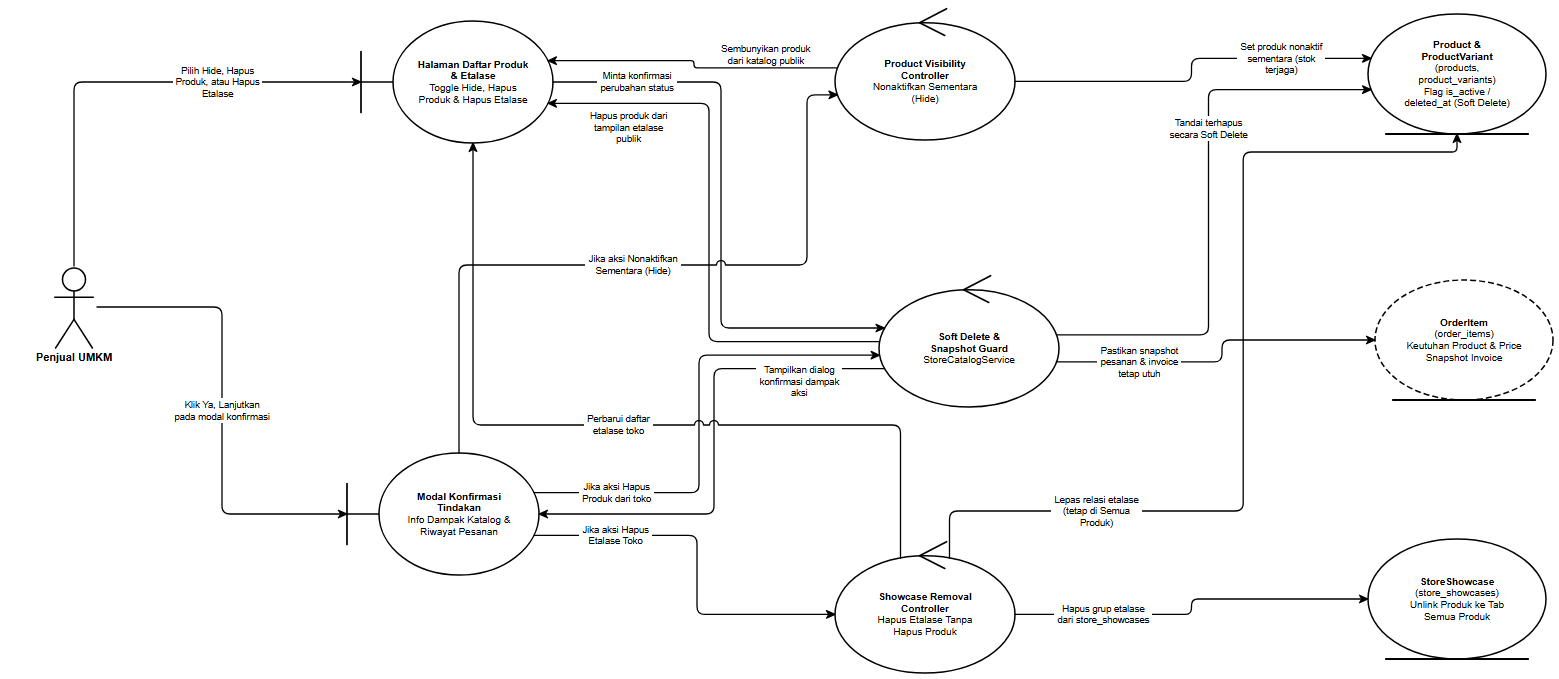 Halaman Daftar Produk
& Etalase
Toggle Hide, Hapus
Produk & Hapus Etalase
Sembunyikan produk
dari katalog publik
Product Visibility
Controller
Nonaktifkan Sementara
(Hide)
Set produk nonaktif
sementara (stok
terjaga)
Product &
ProductVariant
(products,
product_variants)
Flag is_active /
deleted_at (Soft Delete)
Pilih Hide, Hapus
Produk, atau Hapus
Etalase
Minta konfirmasi
perubahan status
Hapus produk dari
tampilan etalase
publik
Tandai terhapus
secara Soft Delete
Jika aksi Nonaktifkan
Sementara (Hide)
Penjual UMKM
Soft Delete &
Snapshot Guard
StoreCatalogService
Pastikan snapshot
pesanan & invoice
tetap utuh
OrderItem
(order_items)
Keutuhan Product & Price
Snapshot Invoice
Tampilkan dialog
konfirmasi dampak
aksi
Klik Ya, Lanjutkan
pada modal konfirmasi
Perbarui daftar
etalase toko
Modal Konfirmasi
Tindakan
Info Dampak Katalog &
Riwayat Pesanan
Jika aksi Hapus
Produk dari toko
Jika aksi Hapus
Etalase Toko
Lepas relasi etalase
(tetap di Semua
Produk)
Showcase Removal
Controller
Hapus Etalase Tanpa
Hapus Produk
Hapus grup etalase
dari store_showcases
StoreShowcase
(store_showcases)
Unlink Produk ke Tab
Semua Produk